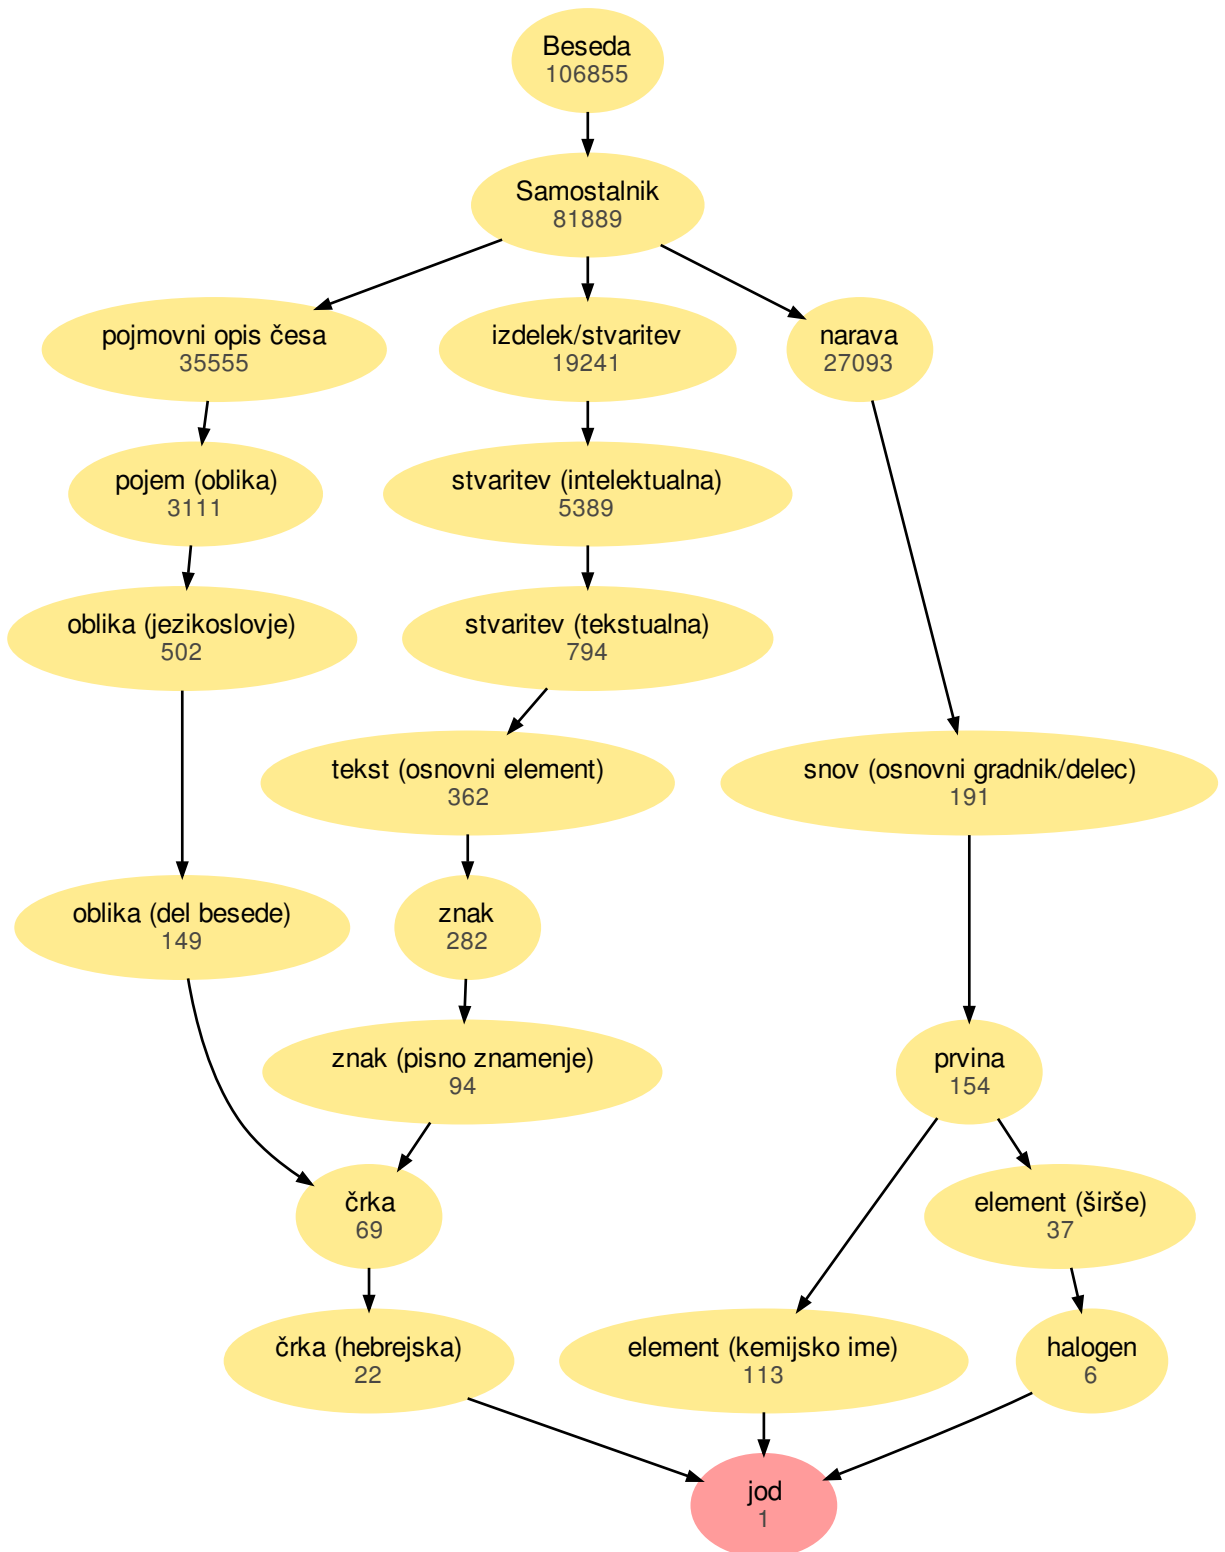 Beseda
106855
Samostalnik
81889
pojmovni opis česa
35555
izdelek/stvaritev
19241
narava
27093
pojem (oblika)
3111
stvaritev (intelektualna)
5389
oblika (jezikoslovje)
502
stvaritev (tekstualna)
794
tekst (osnovni element)
362
snov (osnovni gradnik/delec)
191
oblika (del besede)
149
znak
282
znak (pisno znamenje)
94
prvina
154
črka
69
element (širše)
37
črka (hebrejska)
22
element (kemijsko ime)
113
halogen
6
jod
1